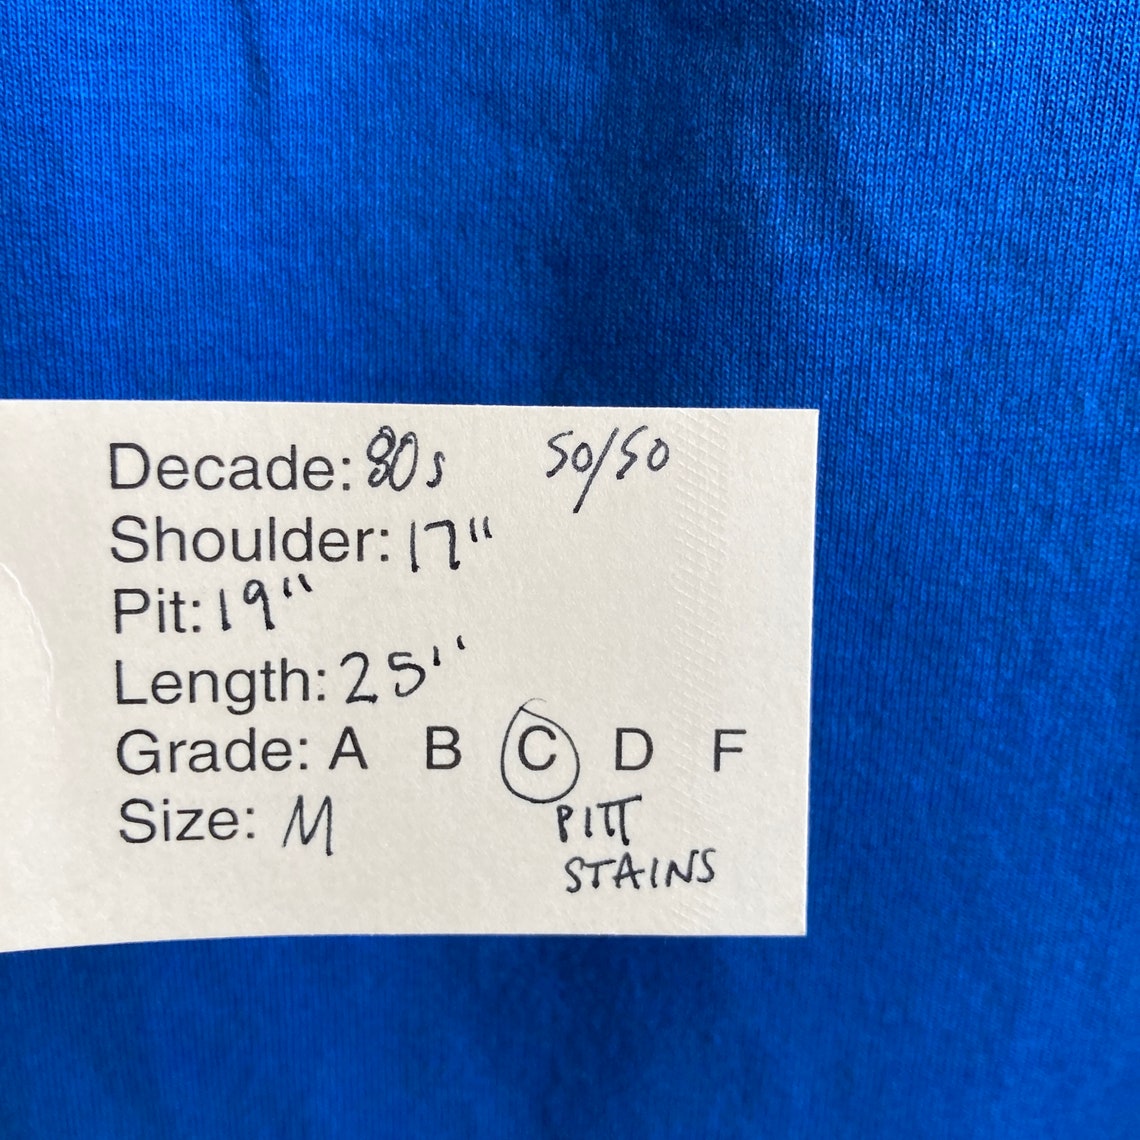 Decade: 80s 50/50
Shoulder: 17"
Pit: 19"
Length: 25"
Grade: A B C D F
Size: M PITT
STAINS